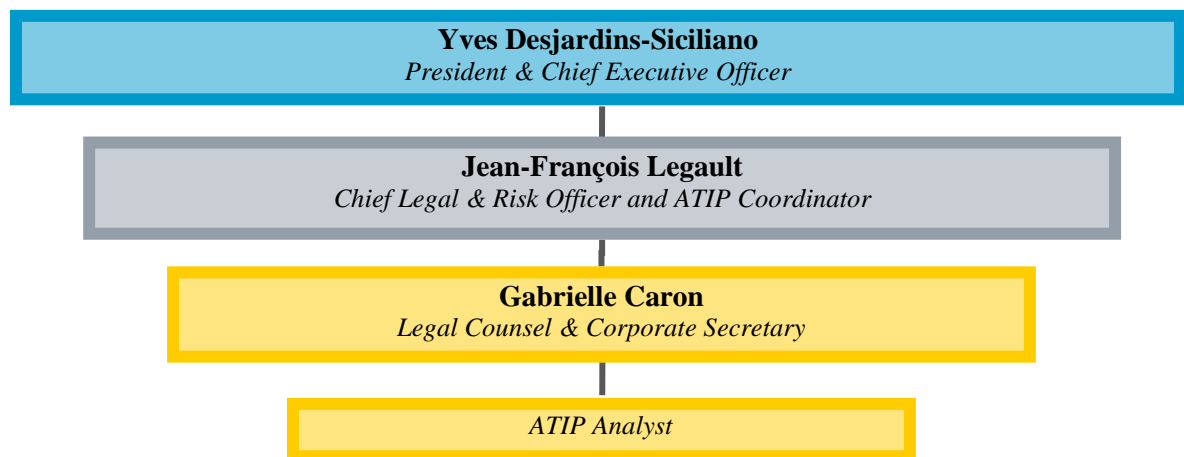 Yves Desjardins-Siciliano
President & Chief Executive Officer
Jean-François Legault
Chief Legal & Risk Officer and ATIP Coordinator
Gabrielle Caron
Legal Counsel & Corporate Secretary
ATIP Analyst